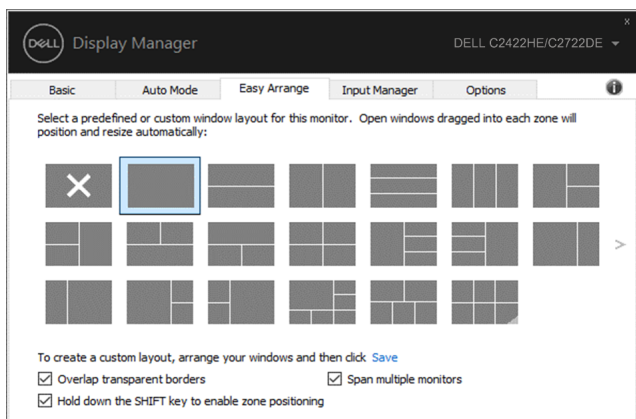 x
DELL Display Manager DELL C2422HE/C2722DE
Basic Auto Mode Easy Arrange Input Manager Options i
Select a predefined or custom window layout for this monitor. Open windows dragged into each zone will
position and resize automatically:
To create a custom layout, arrange your windows and then click Save
Overlap transparent borders Span multiple monitors
Hold down the SHIFT key to enable zone positioning